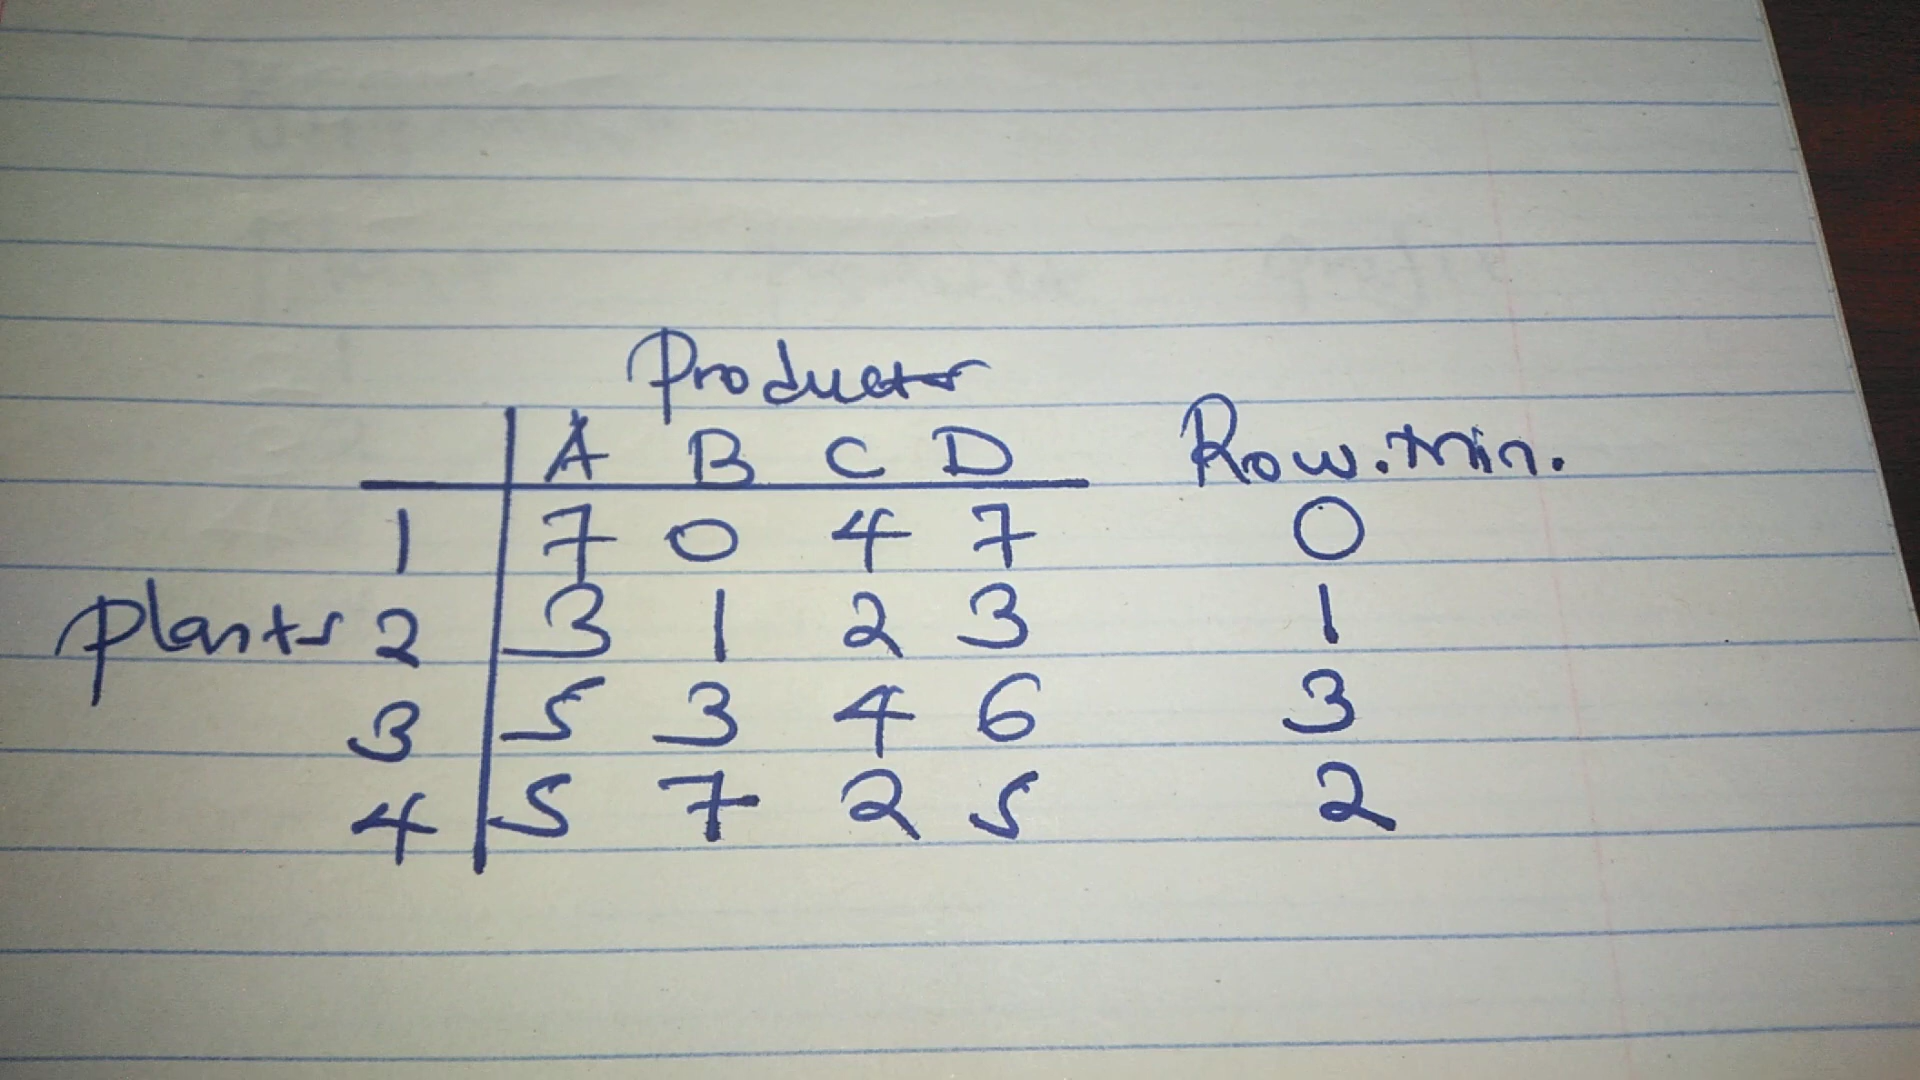 Products
A B C D Row.Min.
1 7 0 4 7 0
Plants 2 3 1 2 3 1
3 5 3 4 6 3
4 5 7 2 5 2